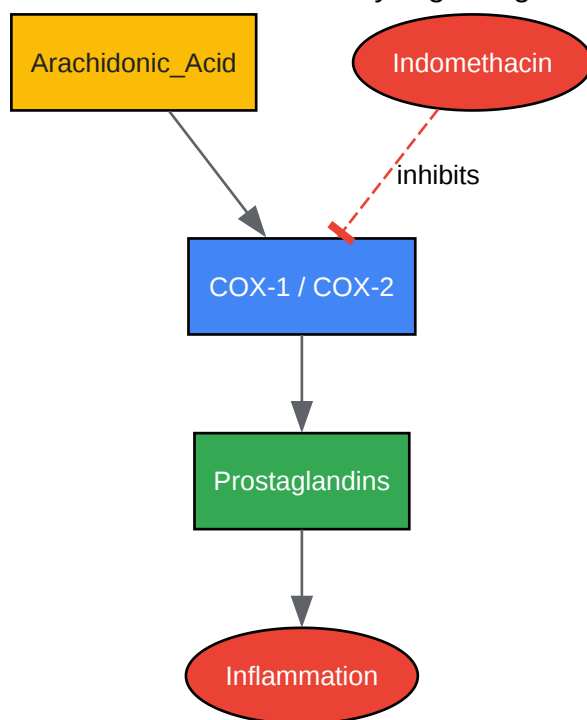 Arachidonic_Acid
Indomethacin
inhibits
COX-1 / COX-2
Prostaglandins
Inflammation